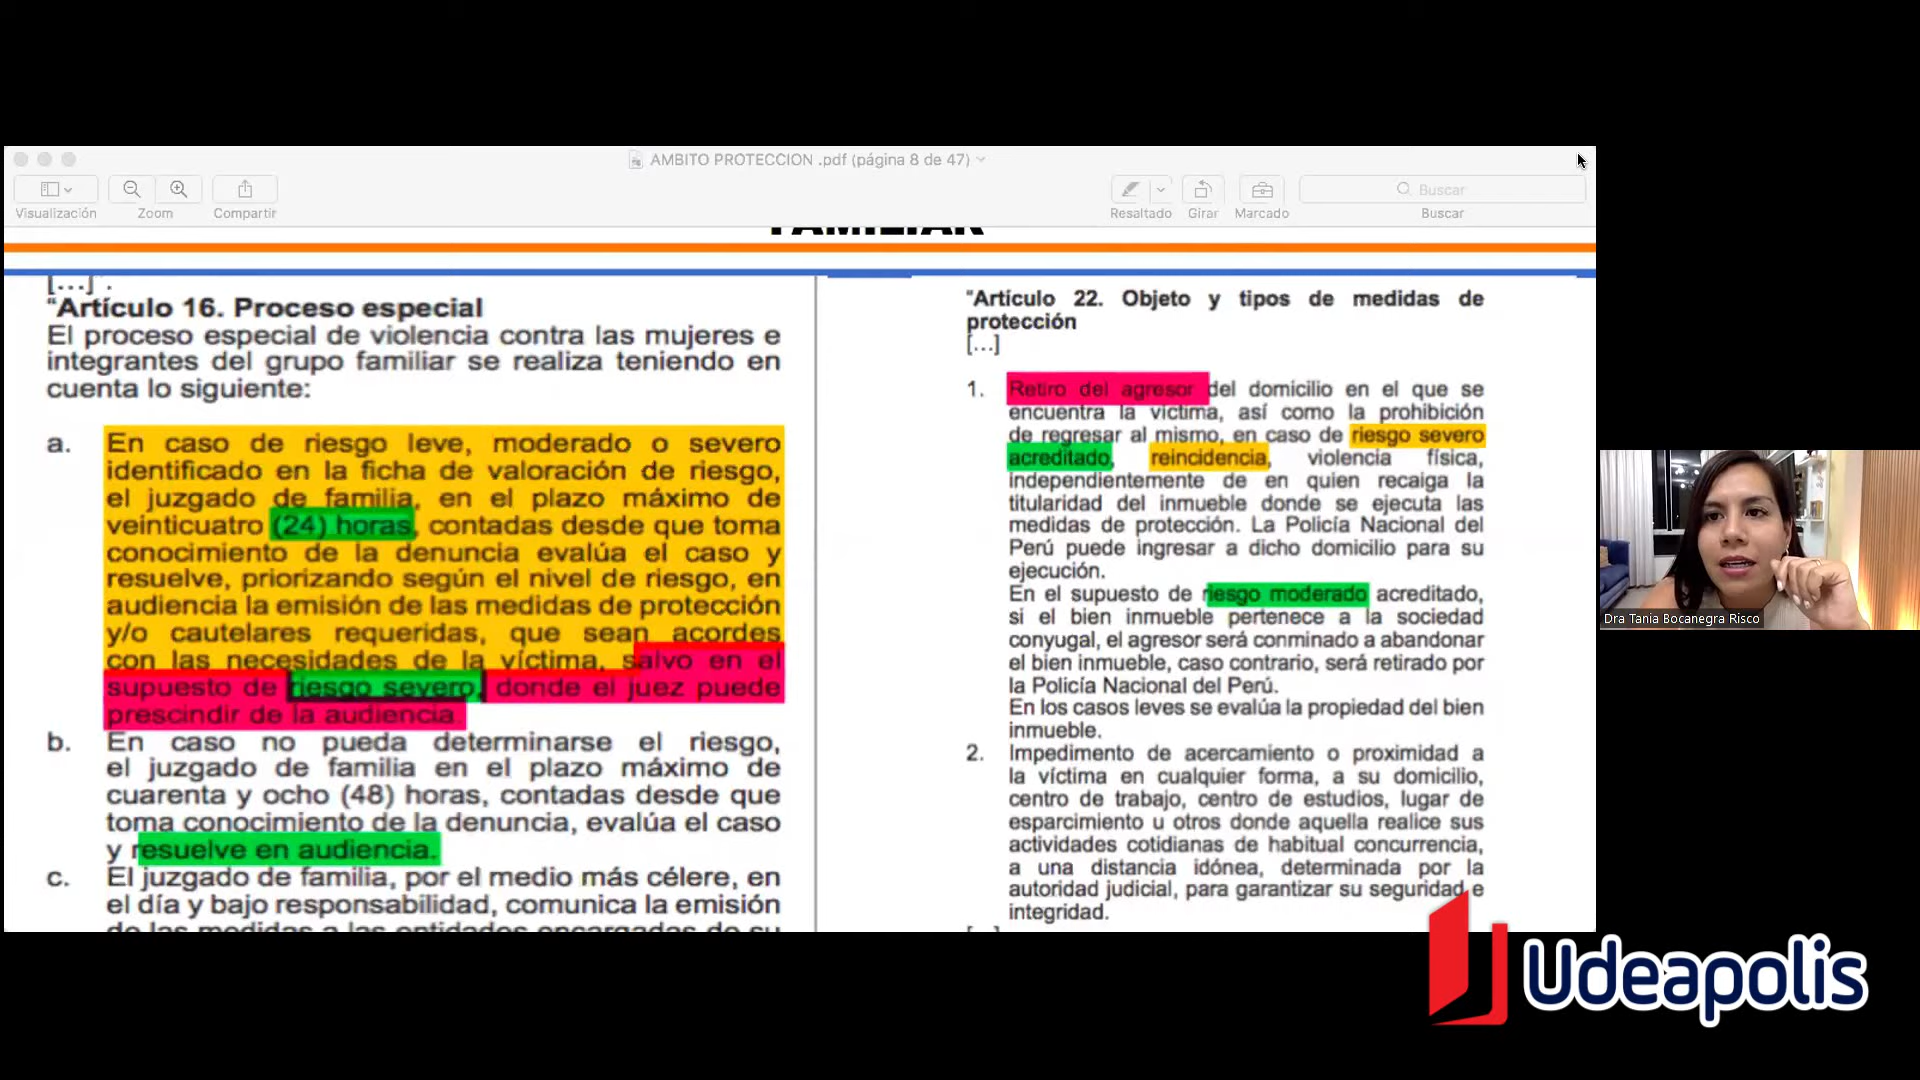 AMBITO PROTECCION .pdf (página 8 de 47)
Visualización
Zoom
Compartir
Resaltado
Girar
Marcado
Buscar
Buscar
FAMILIAR
[...]".
"Artículo 16. Proceso especial
El proceso especial de violencia contra las mujeres e
integrantes del grupo familiar se realiza teniendo en
cuenta lo siguiente:
a. En caso de riesgo leve, moderado o severo
identificado en la ficha de valoración de riesgo,
el juzgado de familia, en el plazo máximo de
veinticuatro (24) horas, contadas desde que toma
conocimiento de la denuncia evalúa el caso y
resuelve, priorizando según el nivel de riesgo, en
audiencia la emisión de las medidas de protección
y/o cautelares requeridas, que sean acordes
con las necesidades de la víctima, salvo en el
supuesto de riesgo severo, donde el juez puede
prescindir de la audiencia.
b. En caso no pueda determinarse el riesgo,
el juzgado de familia en el plazo máximo de
cuarenta y ocho (48) horas, contadas desde que
toma conocimiento de la denuncia, evalúa el caso
y resuelve en audiencia.
c. El juzgado de familia, por el medio más célere, en
el día y bajo responsabilidad, comunica la emisión
de las medidas a las entidades encargadas de su
"Artículo 22. Objeto y tipos de medidas de
protección
[...]
1. Retiro del agresor del domicilio en el que se
encuentra la víctima, así como la prohibición
de regresar al mismo, en caso de riesgo severo
acreditado, reincidencia, violencia física,
independientemente de en quien recaiga la
titularidad del inmueble donde se ejecuta las
medidas de protección. La Policía Nacional del
Perú puede ingresar a dicho domicilio para su
ejecución.
En el supuesto de riesgo moderado acreditado,
si el bien inmueble pertenece a la sociedad
conyugal, el agresor será conminado a abandonar
el bien inmueble, caso contrario, será retirado por
la Policía Nacional del Perú.
En los casos leves se evalúa la propiedad del bien
inmueble.
2. Impedimento de acercamiento o proximidad a
la víctima en cualquier forma, a su domicilio,
centro de trabajo, centro de estudios, lugar de
esparcimiento u otros donde aquella realice sus
actividades cotidianas de habitual concurrencia,
a una distancia idónea, determinada por la
autoridad judicial, para garantizar su seguridad e
integridad.
Dra Tania Bocanegra Risco
Udeapolis